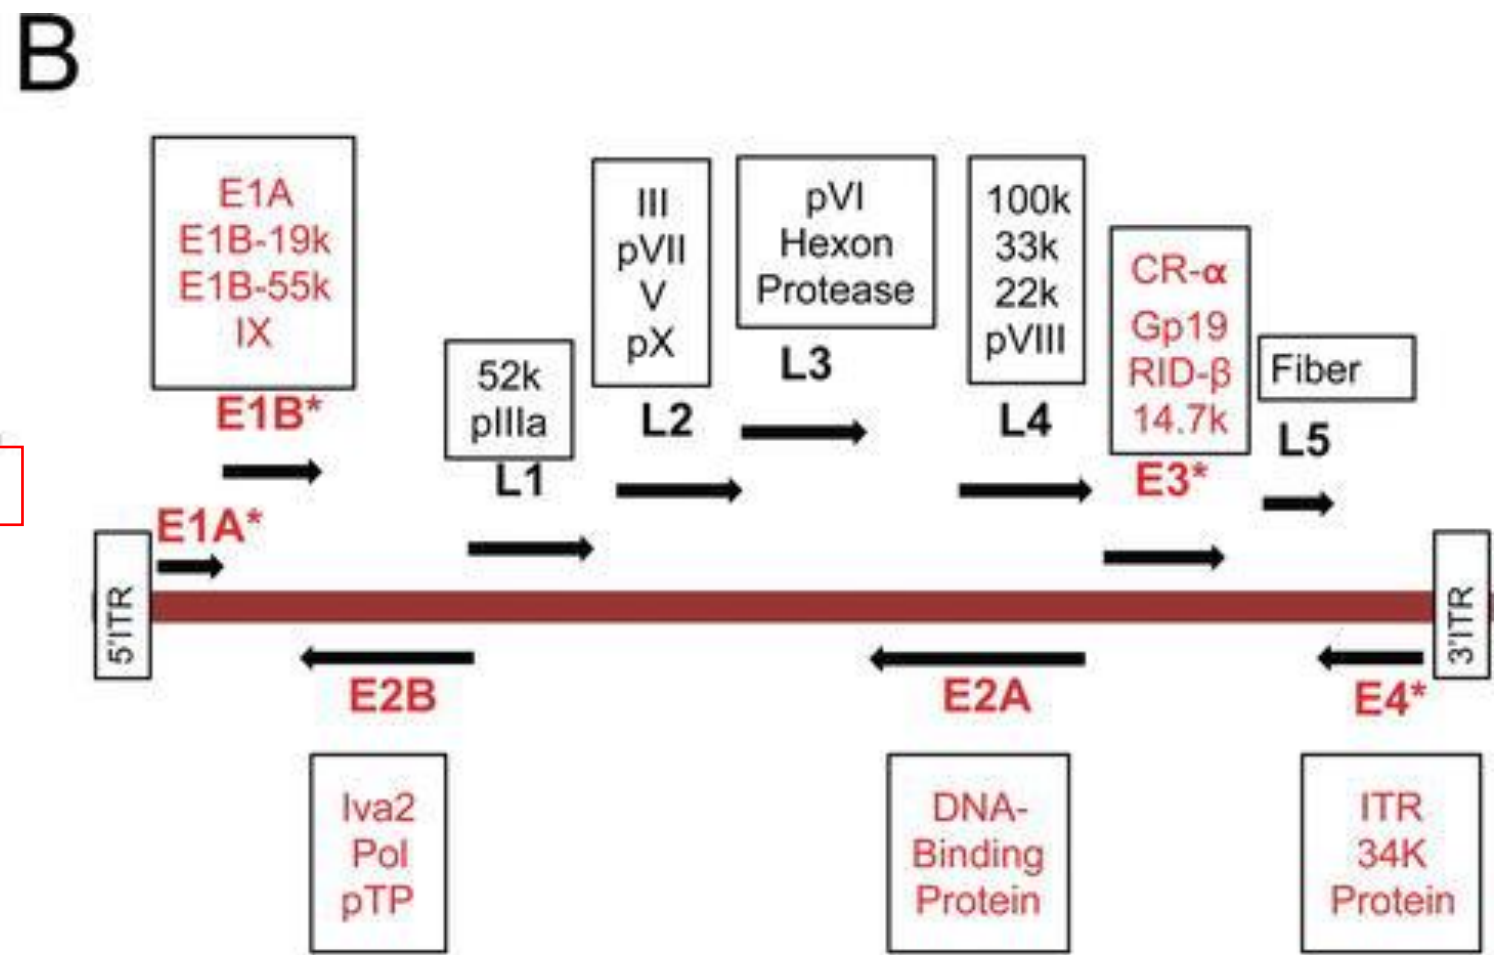 B
E1A
E1B-19k
E1B-55k
IX
E1B*
E1A*
5'ITR
52k
pIIIa
L1
III
pVII
V
pX
L2
pVI
Hexon
Protease
L3
100k
33k
22k
pVIII
L4
CR-α
Gp19
RID-β
14.7k
E3*
Fiber
L5
3'ITR
E2B
Iva2
Pol
pTP
E2A
DNA-
Binding
Protein
E4*
ITR
34K
Protein